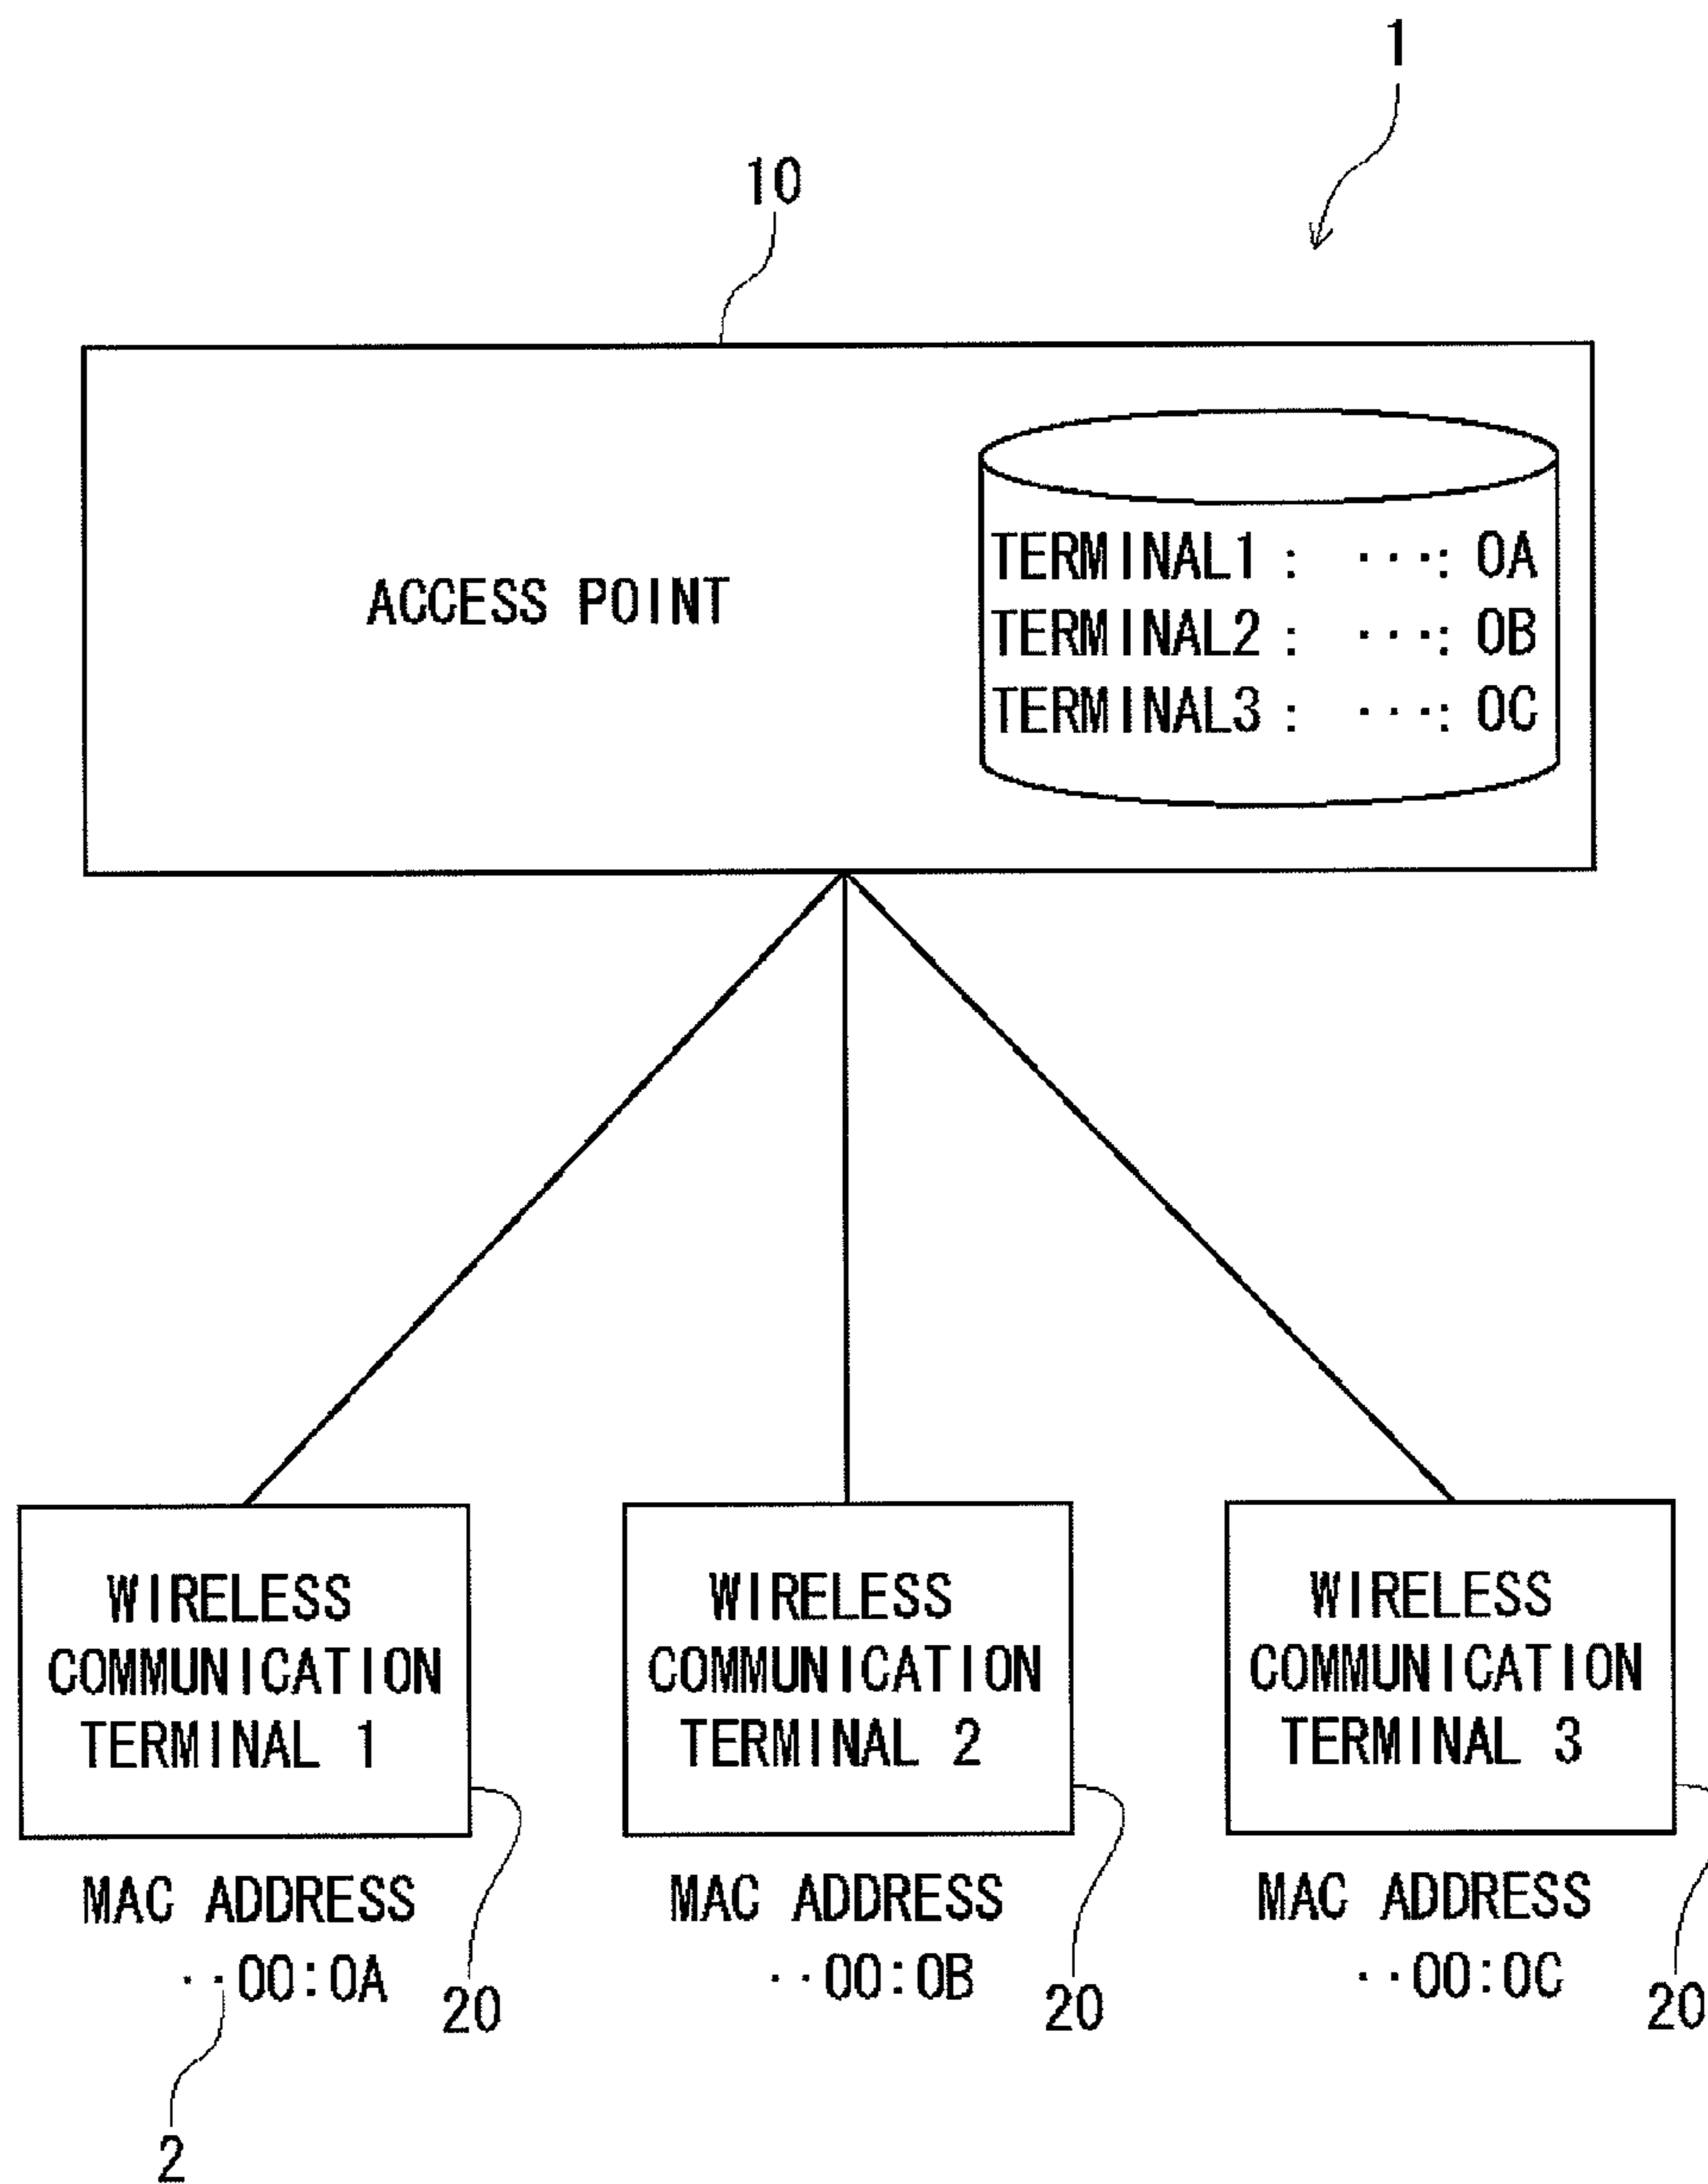 1
10
ACCESS POINT
TERMINAL1 : ···: 0A
TERMINAL2 : ···: 0B
TERMINAL3 : ···: 0C
WIRELESS
COMMUNICATION
TERMINAL 1
WIRELESS
COMMUNICATION
TERMINAL 2
WIRELESS
COMMUNICATION
TERMINAL 3
MAC ADDRESS
··00:0A
20
MAC ADDRESS
··00:0B
20
MAC ADDRESS
··00:0C
20
2